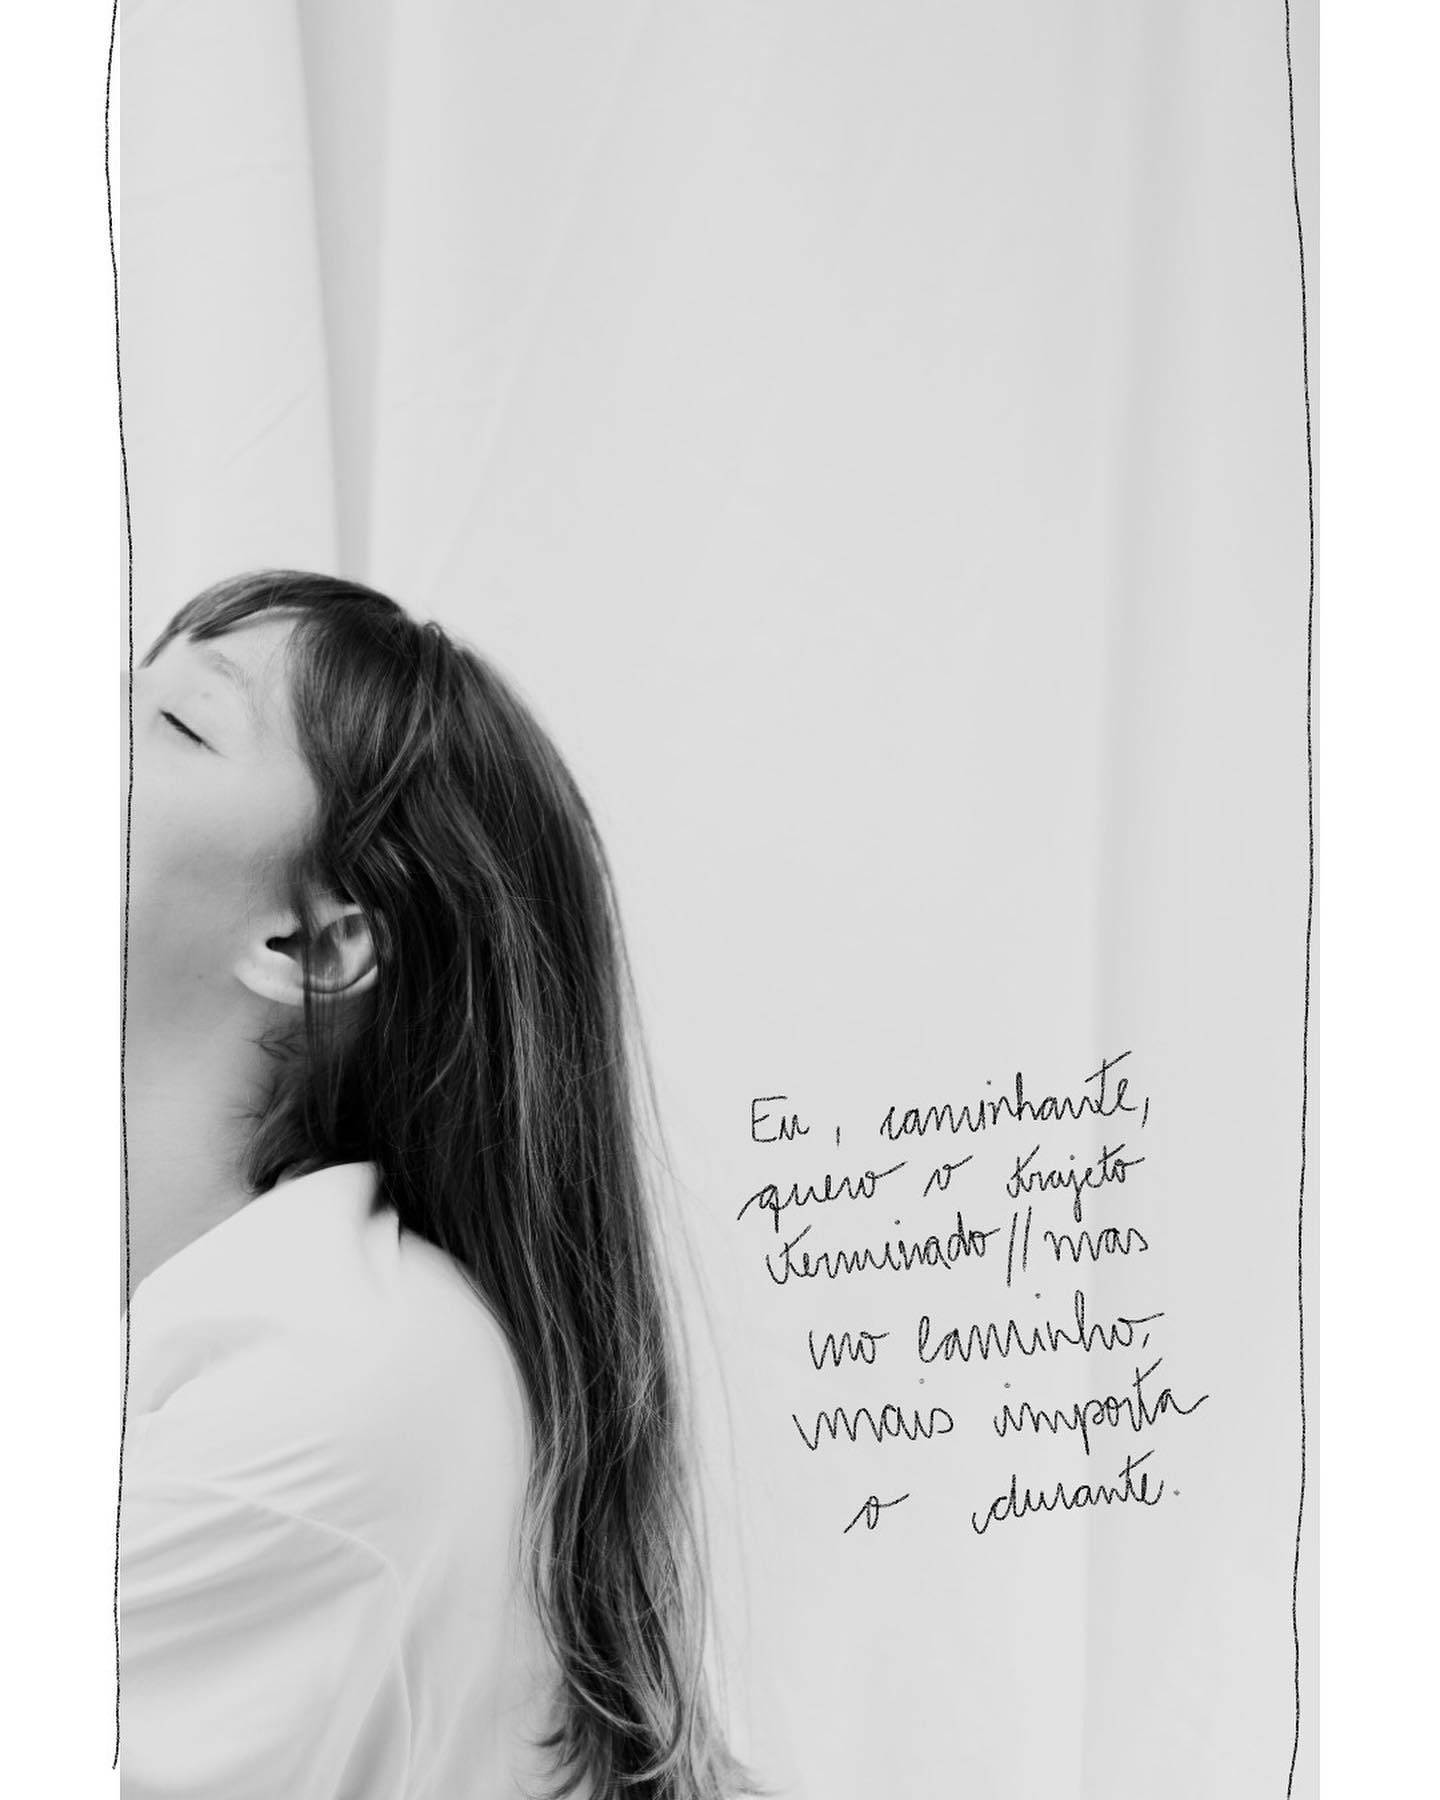 Eu, caminhante,
quero o trajeto
terminado // mas
no caminho,
mais importa
o durante.